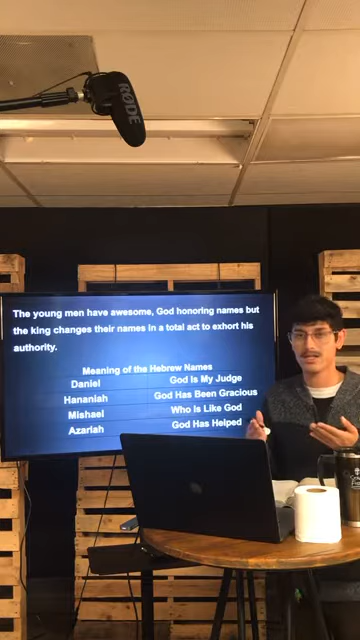 RØDE
The young men have awesome, God honoring names but
the king changes their names in a total act to exhort his
authority.
Meaning of the Hebrew Names
Daniel God Is My Judge
Hananiah God Has Been Gracious
Mishael Who Is Like God
Azariah God Has Helped